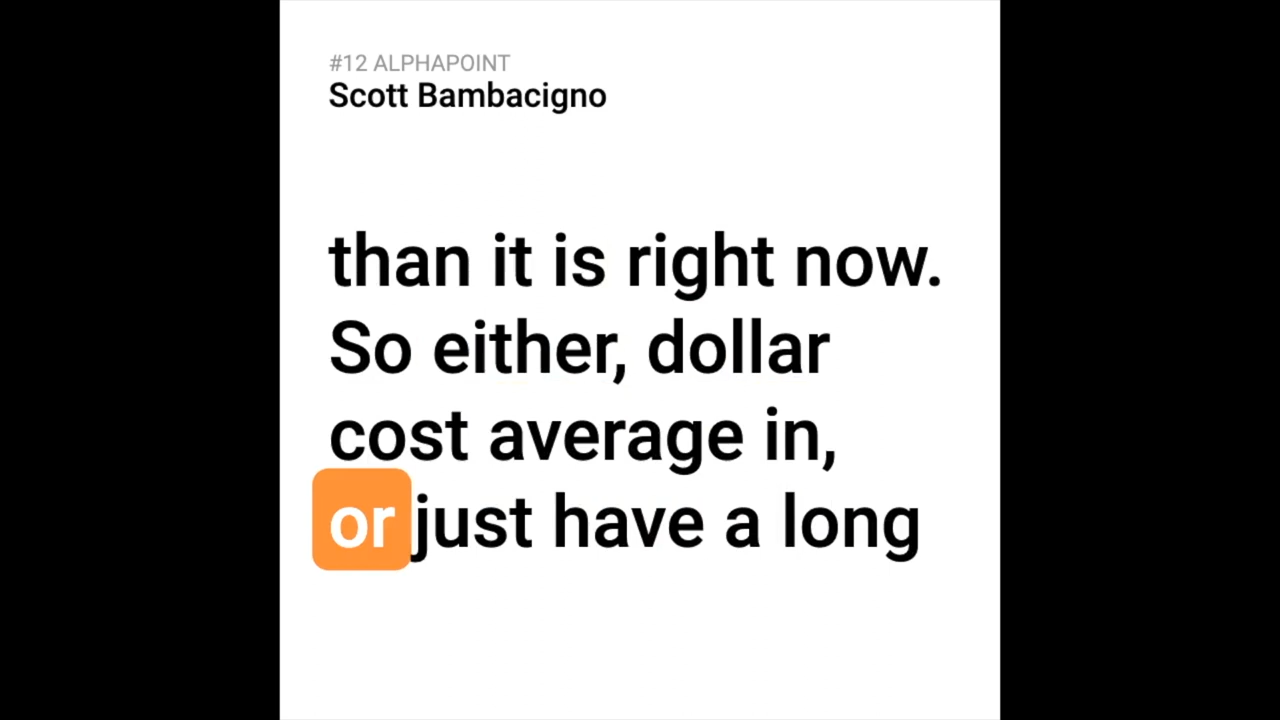 #12 ALPHAPOINT
Scott Bambacigno
than it is right now.
So either, dollar
cost average in,
or just have a long